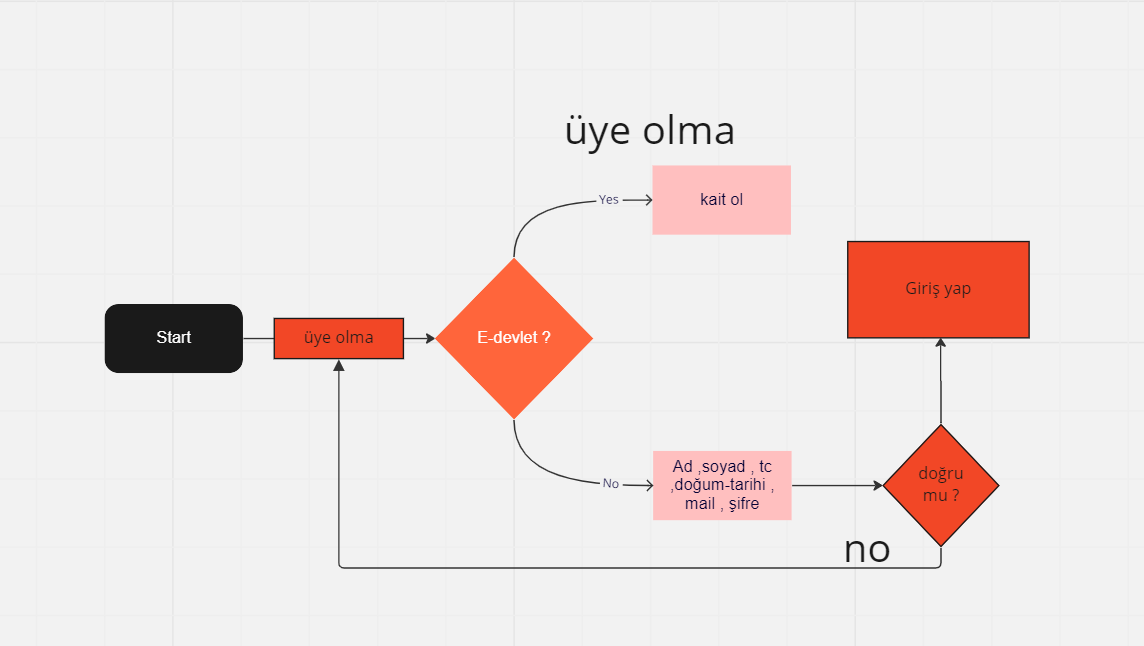 üye olma
Yes
kait ol
Giriş yap
Start
üye olma
E-devlet ?
No
Ad ,soyad , tc
,doğum-tarihi ,
mail , şifre
doğru
mu ?
no